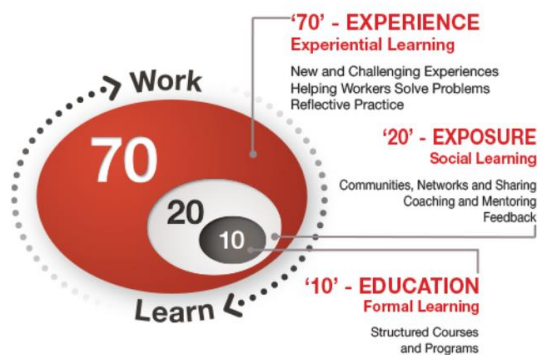 '70' - EXPERIENCE
Experiential Learning
New and Challenging Experiences
Helping Workers Solve Problems
Reflective Practice
Work
70
'20' - EXPOSURE
Social Learning
Communities, Networks and Sharing
Coaching and Mentoring
Feedback
20
10
'10' - EDUCATION
Formal Learning
Structured Courses
and Programs
Learn